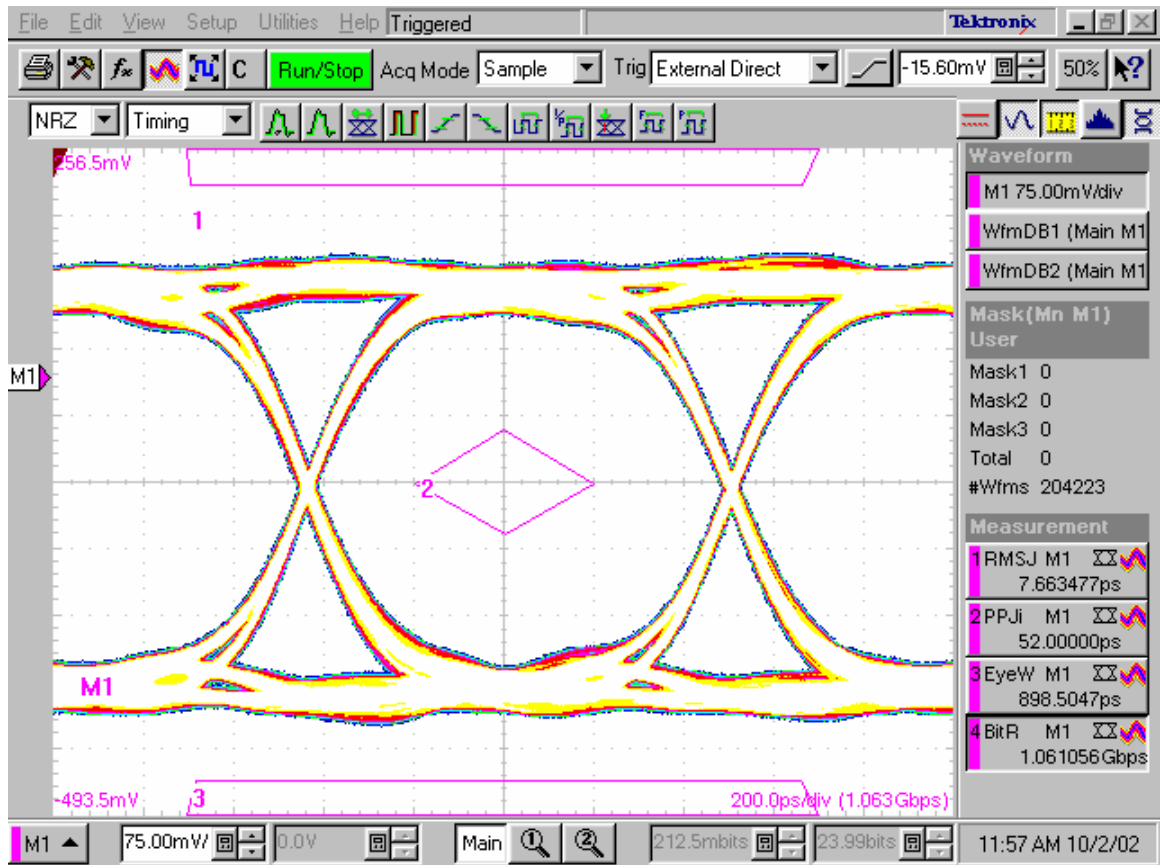 File Edit View Setup Utilities Help Triggered Tektronix
C Run/Stop Acq Mode Sample Trig External Direct -15.60mV 50% ?
NRZ Timing
256.5mV
1
M1
2
M1
-493.5mV
3
200.0ps/div (1.063Gbps)
Waveform
M1 75.00mV/div
WfmDB1 (Main M1
WfmDB2 (Main M1
Mask(Mn M1)
User
Mask1 0
Mask2 0
Mask3 0
Total 0
#Wfms 204223
Measurement
1 RMSJ M1
7.663477ps
2 PPJi M1
52.00000ps
3 EyeW M1
898.5047ps
4 BitR M1
1.061056Gbps
M1 75.00mV/ 0.0V Main 1 2 212.5mbits 23.99bits 11:57 AM 10/2/02